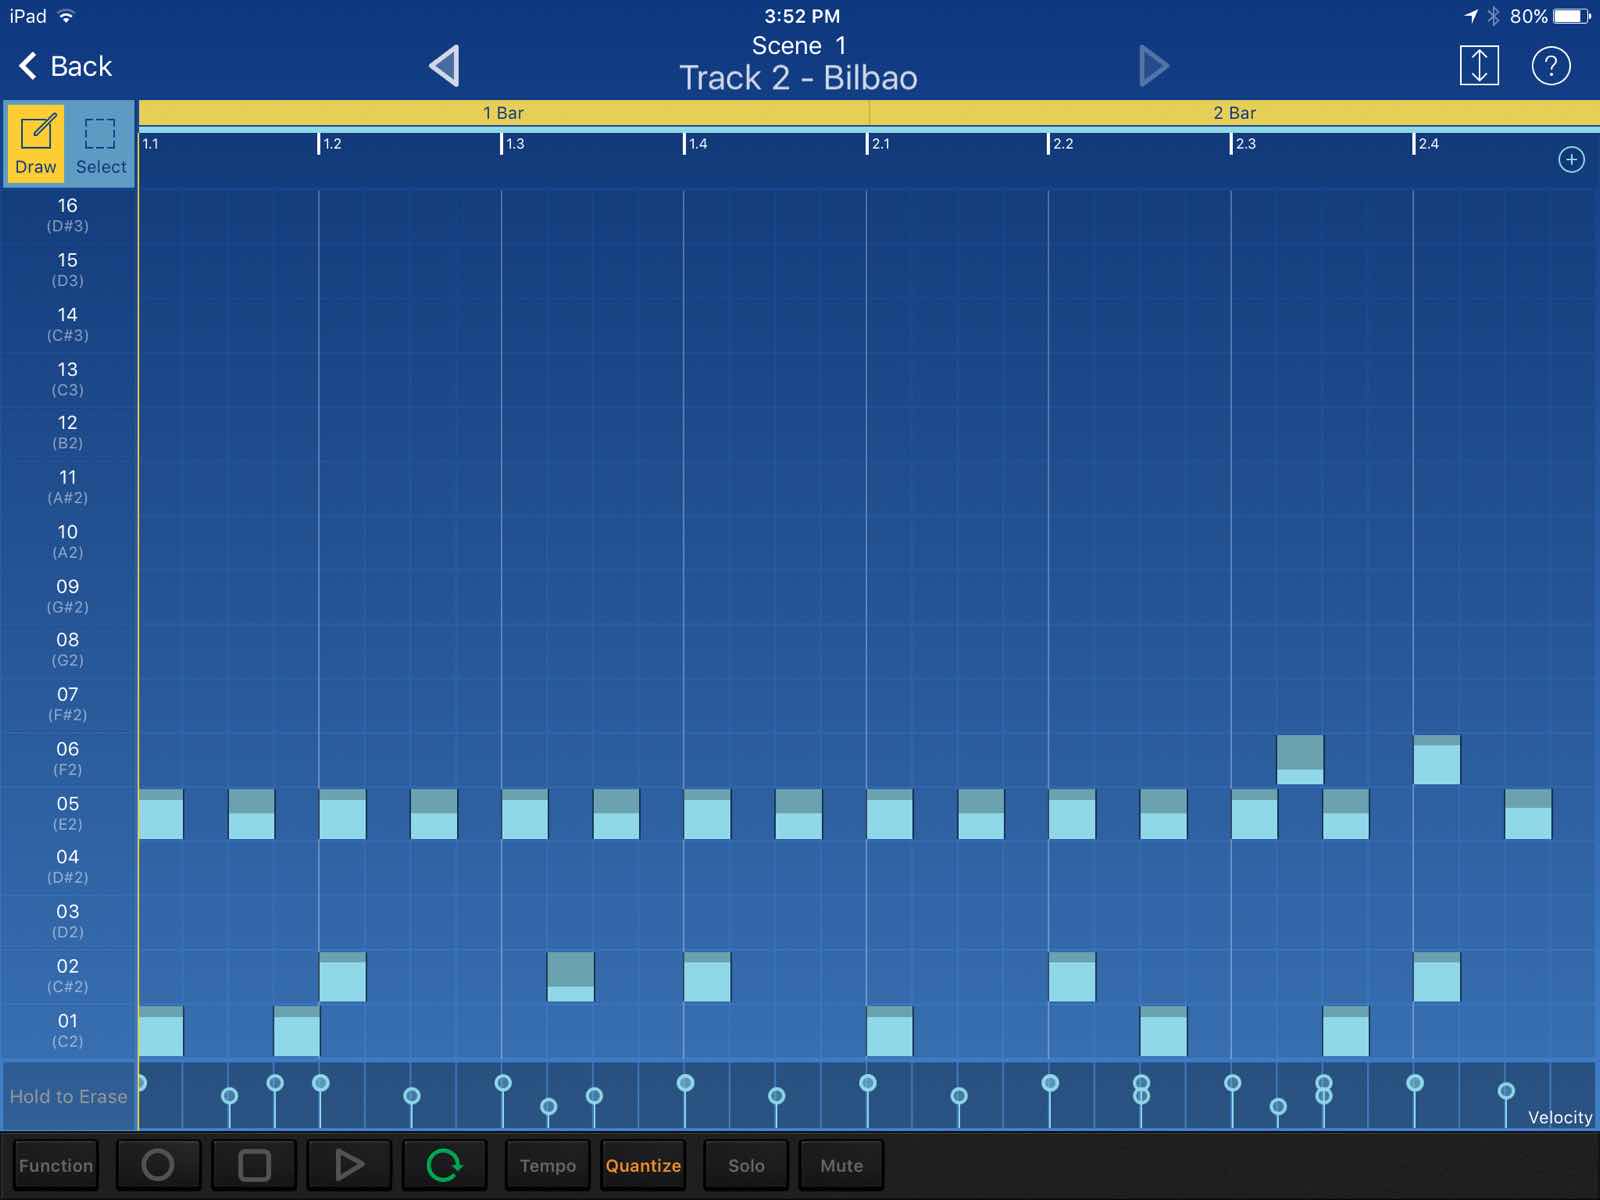 iPad 3:52 PM 80%
Back
Scene 1
Track 2 - Bilbao
?
1 Bar 2 Bar
Draw Select
1.1 1.2 1.3 1.4 2.1 2.2 2.3 2.4
16
(D#3)
15
(D3)
14
(C#3)
13
(C3)
12
(B2)
11
(A#2)
10
(A2)
09
(G#2)
08
(G2)
07
(F#2)
06
(F2)
05
(E2)
04
(D#2)
03
(D2)
02
(C#2)
01
(C2)
Hold to Erase
Velocity
Function Tempo Quantize Solo Mute